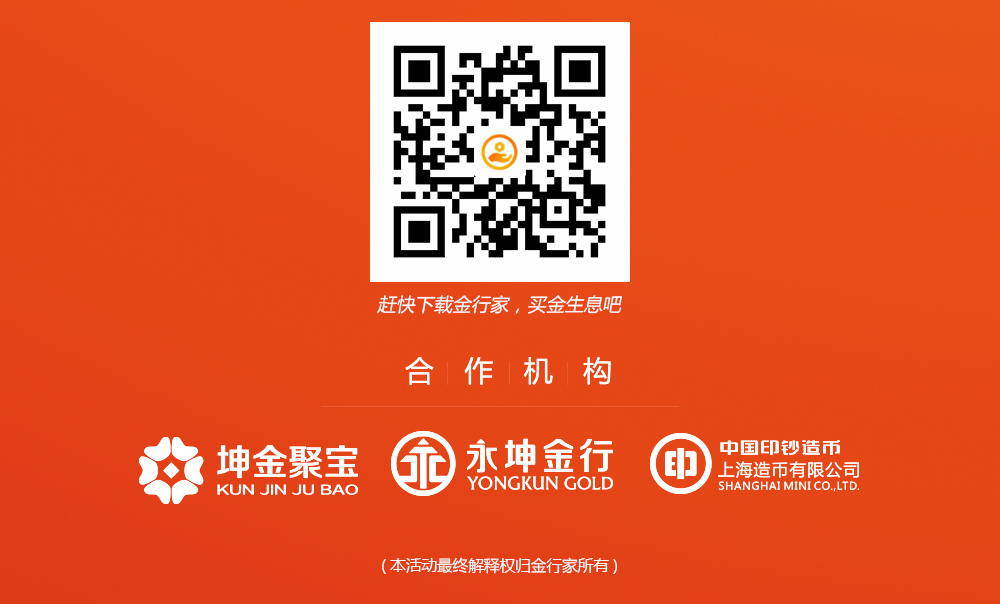 赶快下载金行家，买金生息吧
合作机构
坤金聚宝
KUN JIN JU BAO
永坤金行
YONGKUN GOLD
中国印钞造币
上海造币有限公司
SHANGHAI MINI CO.,LTD.
(本活动最终解释权归金行家所有)